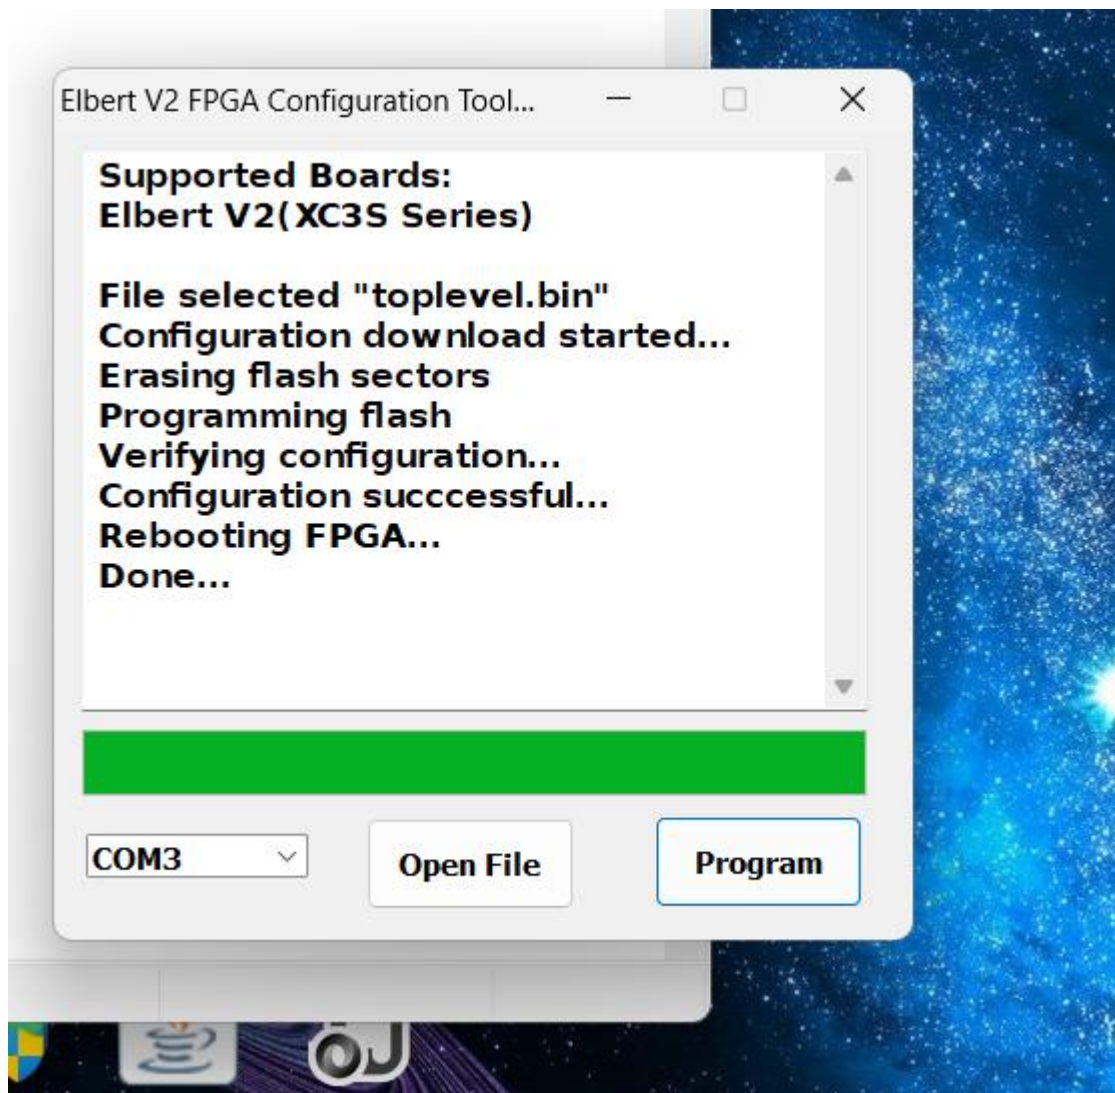 Elbert V2 FPGA Configuration Tool...
Supported Boards:
Elbert V2(XC3S Series)
File selected "toplevel.bin"
Configuration download started...
Erasing flash sectors
Programming flash
Verifying configuration...
Configuration succcessful...
Rebooting FPGA...
Done...
COM3
Open File
Program